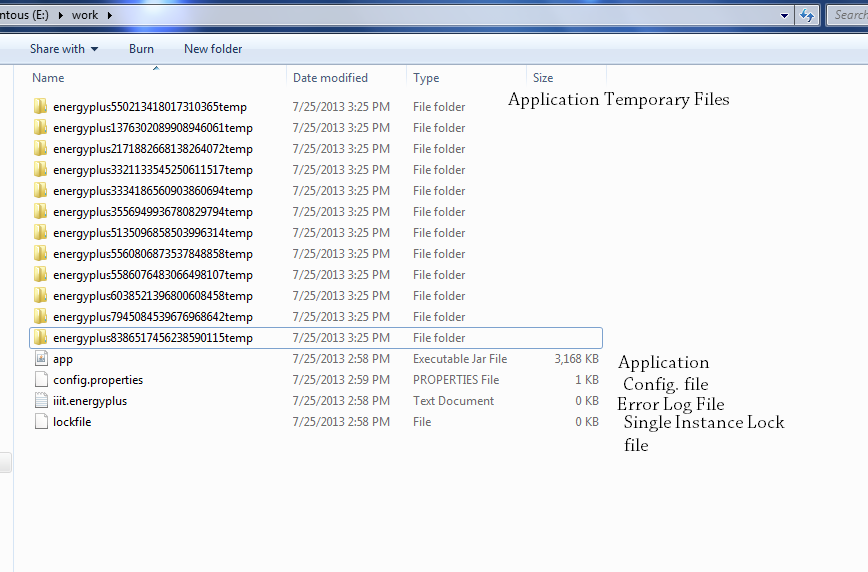 ntous (E:) work Search
Share with Burn New folder
Name Date modified Type Size
Application Temporary Files
energyplus550213418017310365temp 7/25/2013 3:25 PM File folder
energyplus1376302089908946061temp 7/25/2013 3:25 PM File folder
energyplus2171882668138264072temp 7/25/2013 3:25 PM File folder
energyplus3321133545250611517temp 7/25/2013 3:25 PM File folder
energyplus3334186560903860694temp 7/25/2013 3:25 PM File folder
energyplus3556949936780829794temp 7/25/2013 3:25 PM File folder
energyplus5135096858503996314temp 7/25/2013 3:25 PM File folder
energyplus5560806873537848858temp 7/25/2013 3:25 PM File folder
energyplus5586076483066498107temp 7/25/2013 3:25 PM File folder
energyplus6038521396800608458temp 7/25/2013 3:25 PM File folder
energyplus7945084539676968642temp 7/25/2013 3:25 PM File folder
energyplus8386517456238590115temp 7/25/2013 3:25 PM File folder
app 7/25/2013 2:58 PM Executable Jar File 3,168 KB Application
config.properties 7/25/2013 2:59 PM PROPERTIES File 1 KB Config. file
iiit.energyplus 7/25/2013 2:58 PM Text Document 0 KB Error Log File
lockfile 7/25/2013 2:58 PM File 0 KB Single Instance Lock
file